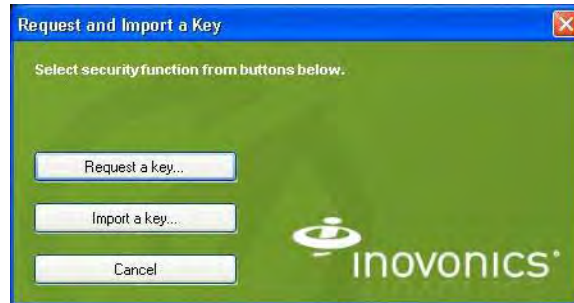 Request and Import a Key
Select security function from buttons below.
Request a key...
Import a key...
Cancel
inovonics®